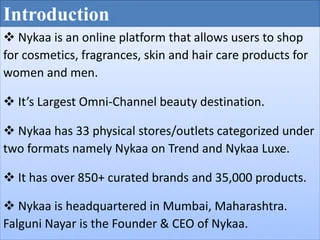 Introduction
❖ Nykaa is an online platform that allows users to shop
for cosmetics, fragrances, skin and hair care products for
women and men.
❖ It’s Largest Omni-Channel beauty destination.
❖ Nykaa has 33 physical stores/outlets categorized under
two formats namely Nykaa on Trend and Nykaa Luxe.
❖ It has over 850+ curated brands and 35,000 products.
❖ Nykaa is headquartered in Mumbai, Maharashtra.
Falguni Nayar is the Founder & CEO of Nykaa.